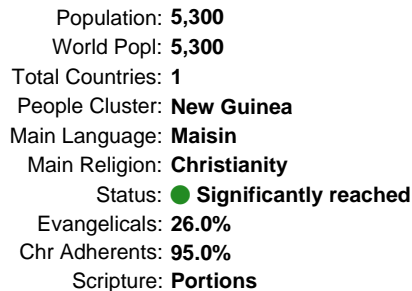 Population: 5,300
World Popl: 5,300
Total Countries: 1
People Cluster: New Guinea
Main Language: Maisin
Main Religion: Christianity
Status: Significantly reached
Evangelicals: 26.0%
Chr Adherents: 95.0%
Scripture: Portions